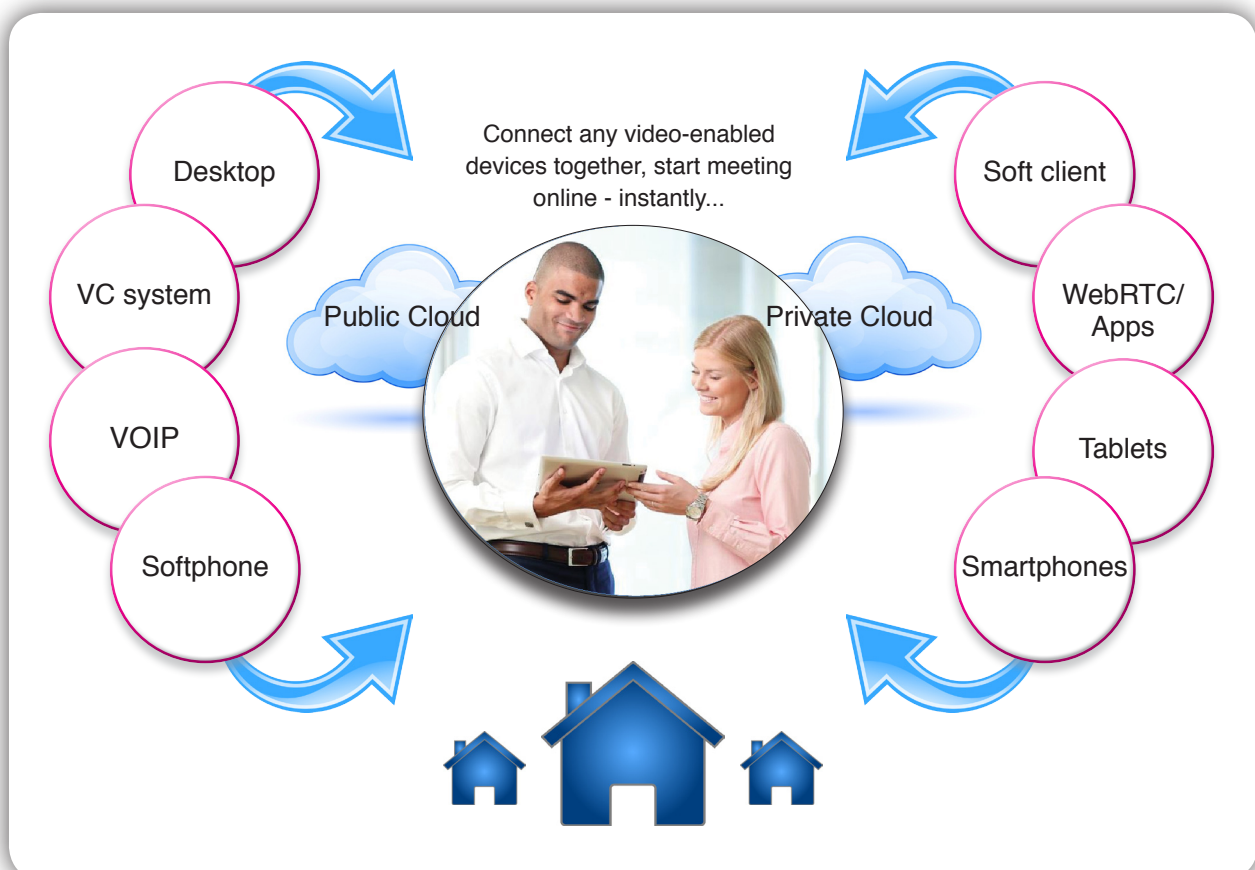 Connect any video-enabled
devices together, start meeting
online - instantly...
Desktop
VC system
VOIP
Softphone
Public Cloud
Private Cloud
Soft client
WebRTC/
Apps
Tablets
Smartphones